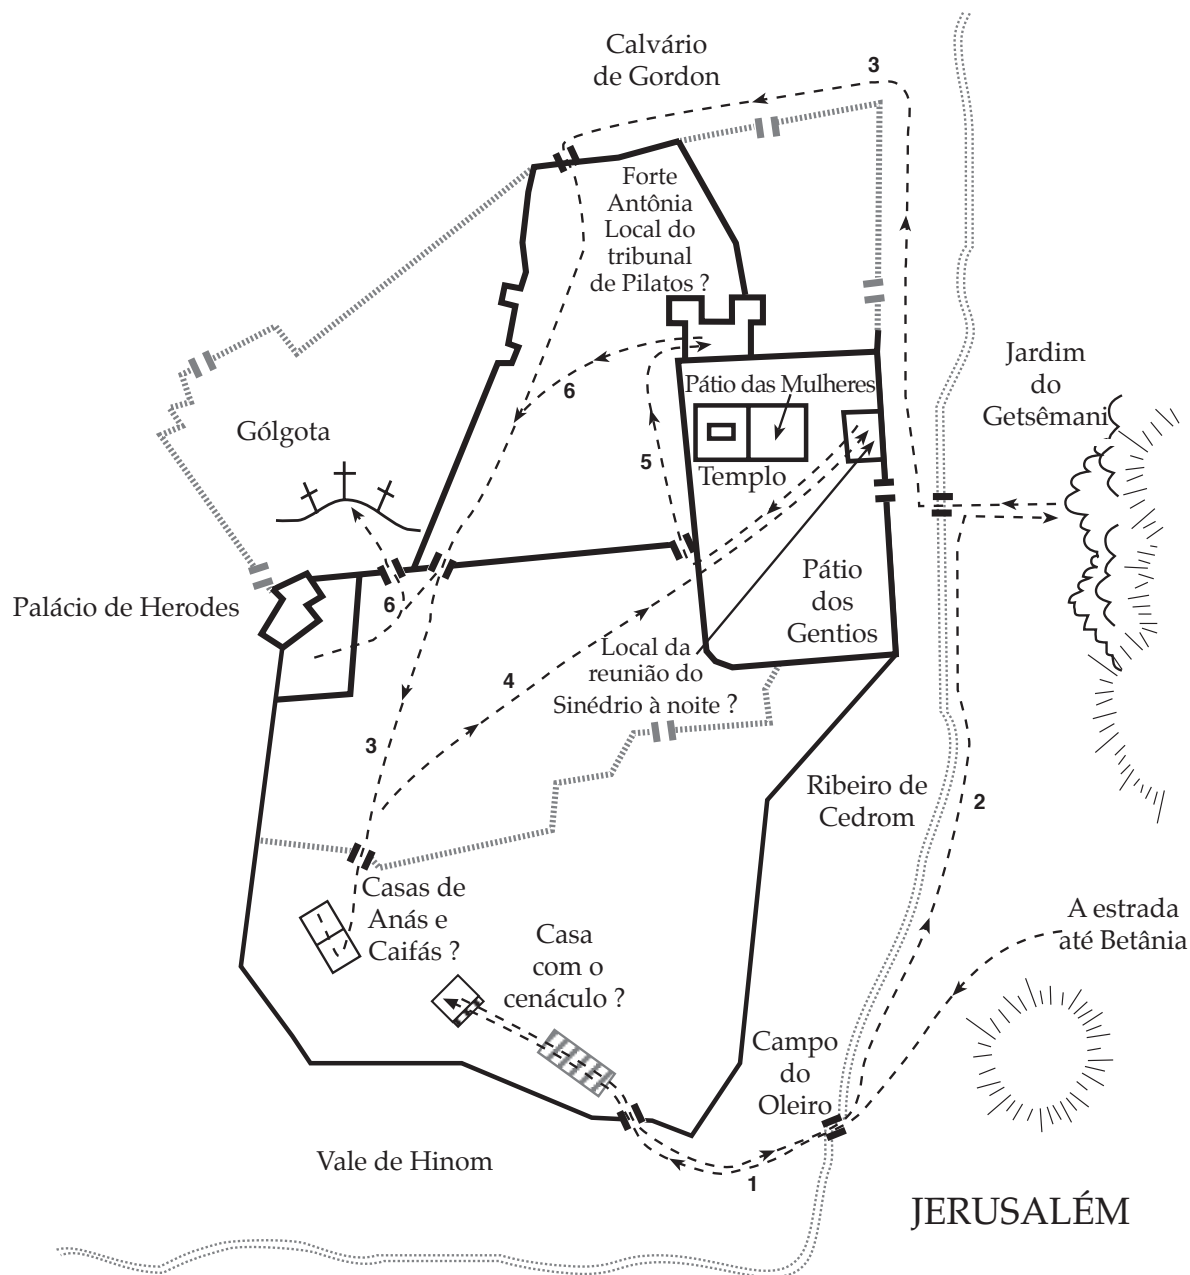 Calvário
de Gordon
3
Forte
Antônia
Local do
tribunal
de Pilatos ?
Jardim
do
Getsêmani
Pátio das Mulheres
6
Gólgota
5
Templo
Pátio
dos
Gentios
Palácio de Herodes
6
Local da
reunião do
Sinédrio à noite ?
4
3
Ribeiro de
Cedrom
2
Casas de
Anás e
Caifás ?
A estrada
até Betânia
Casa
com o
cenáculo ?
Campo
do
Oleiro
Vale de Hinom
1
JERUSALÉM